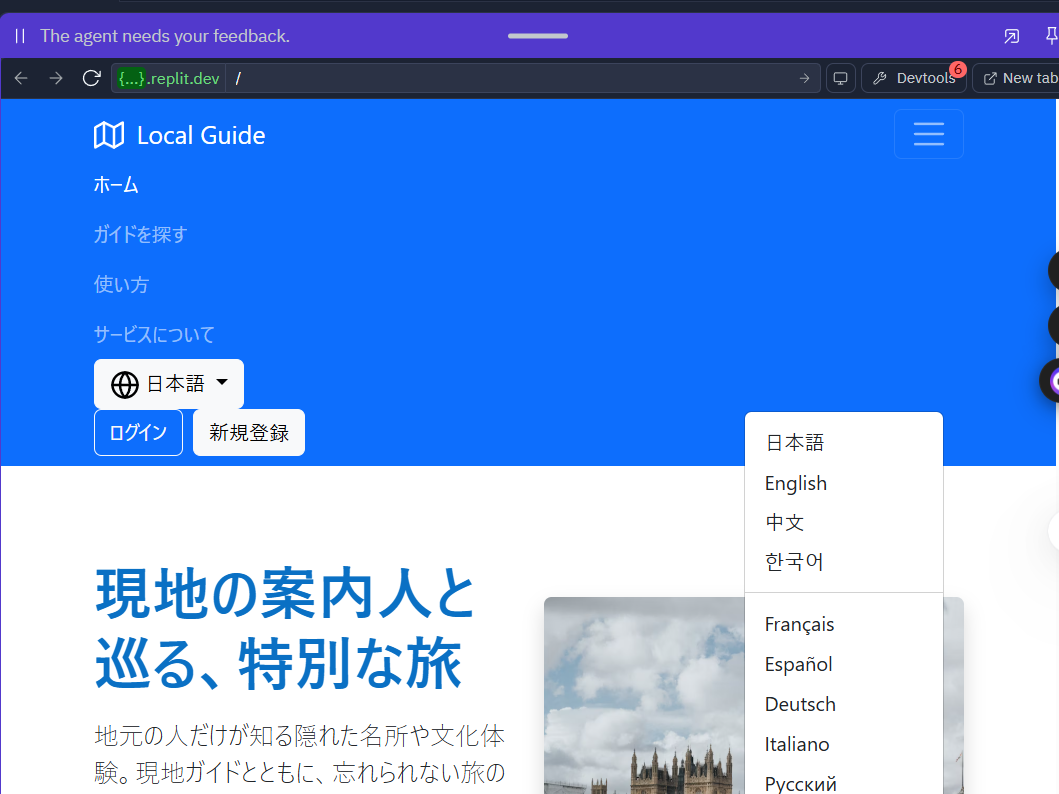 The agent needs your feedback.
{...}.replit.dev /
Devtools 6
New tab
Local Guide
ホーム
ガイドを探す
使い方
サービスについて
日本語
ログイン 新規登録
日本語
English
中文
한국어
Français
Español
Deutsch
Italiano
Русский
現地の案内人と
巡る、特別な旅
地元の人だけが知る隠れた名所や文化体
験。現地ガイドとともに、忘れられない旅の